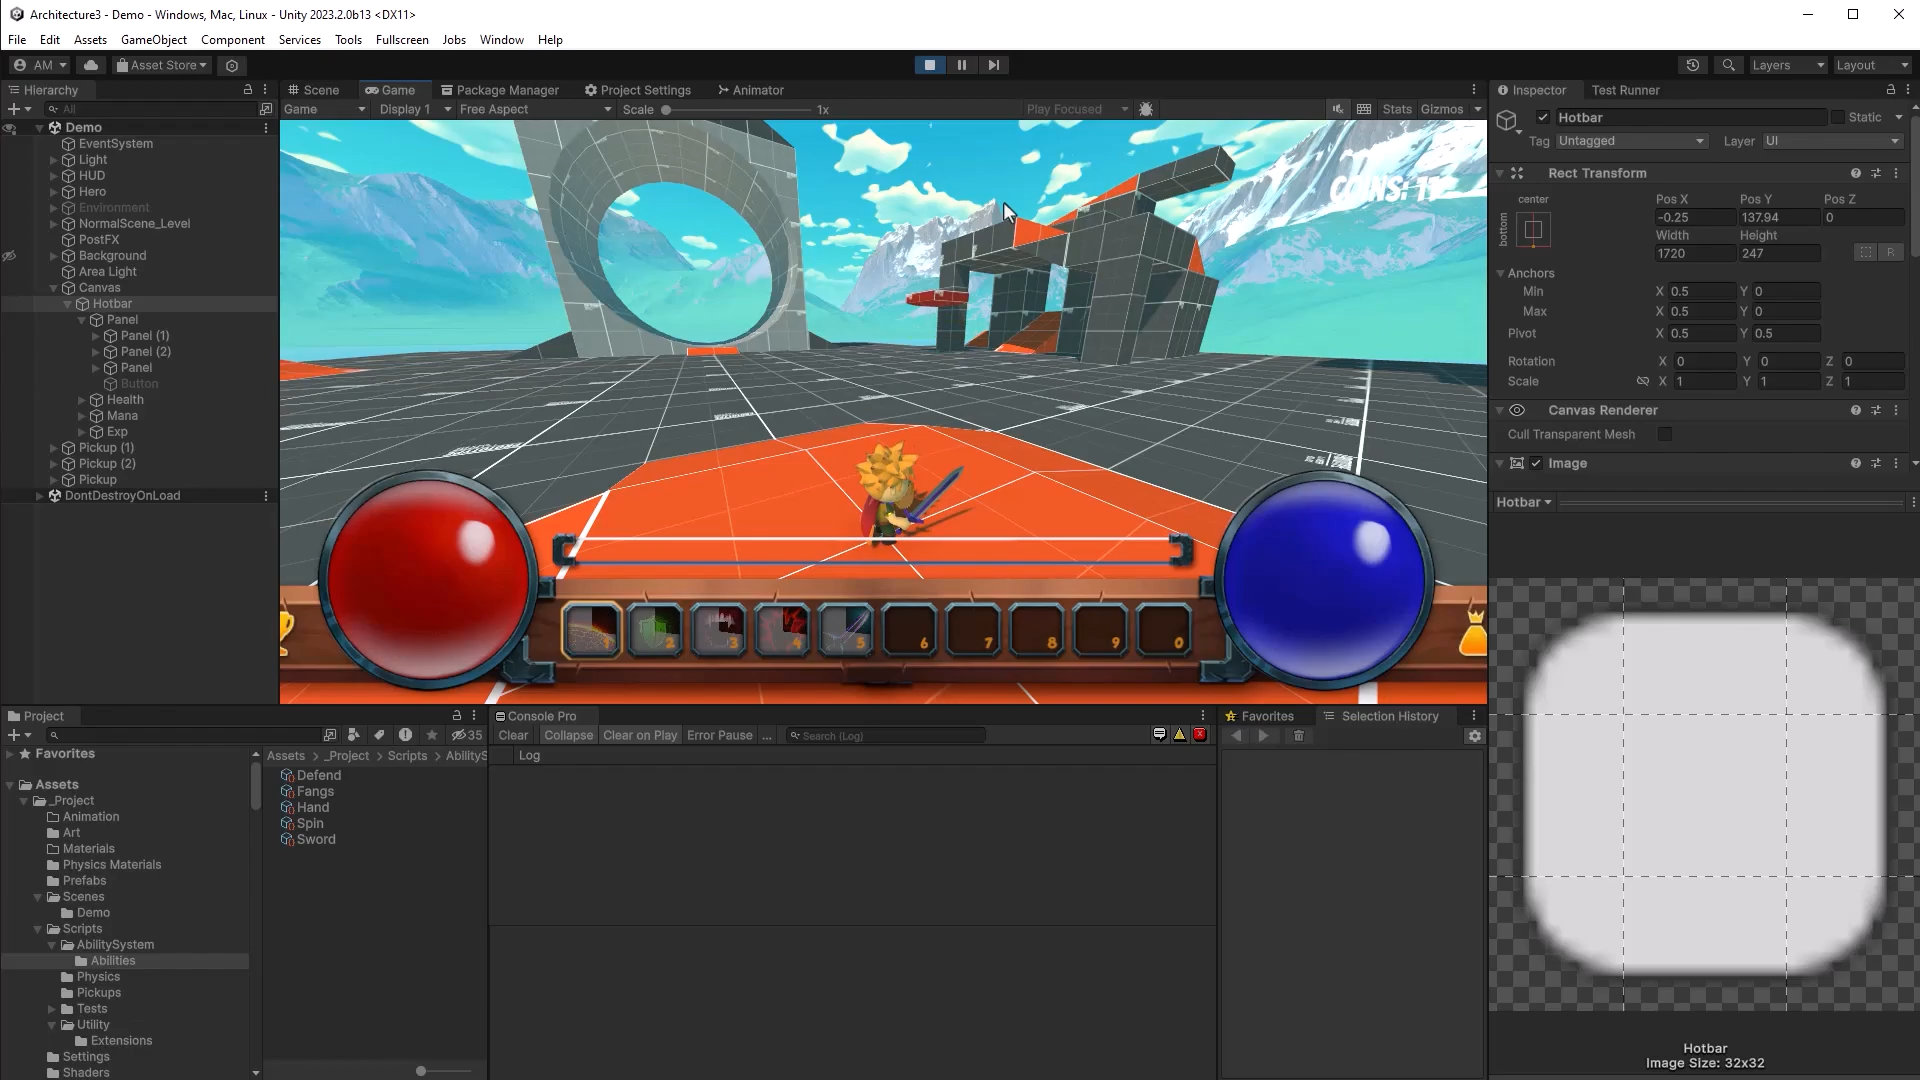 Architecture3 - Demo - Windows, Mac, Linux - Unity 2023.2.0b13 <DX11>
File Edit Assets GameObject Component Services Tools Fullscreen Jobs Window Help
AM Asset Store Layers Layout
Hierarchy
All
Demo
EventSystem
Light
HUD
Hero
Environment
NormalScene_Level
PostFX
Background
Area Light
Canvas
Hotbar
Panel
Panel (1)
Panel (2)
Panel
Button
Health
Mana
Exp
Pickup (1)
Pickup (2)
Pickup
DontDestroyOnLoad
Scene Game Package Manager Project Settings Animator
Game Display 1 Free Aspect Scale 1x Play Focused Stats Gizmos
COINS:
1 2 3 4 5 6 7 8 9 0
Inspector Test Runner
Hotbar Static
Tag Untagged Layer UI
Rect Transform
center Pos X Pos Y Pos Z
bottom -0.25 137.94 0
Width Height
1720 247 R
Anchors
Min X 0.5 Y 0
Max X 0.5 Y 0
Pivot X 0.5 Y 0.5
Rotation X 0 Y 0 Z 0
Scale X 1 Y 1 Z 1
Canvas Renderer
Cull Transparent Mesh
Image
Hotbar
Hotbar
Image Size: 32x32
Project
35
Favorites
Assets
_Project
Animation
Art
Materials
Physics Materials
Prefabs
Scenes
Demo
Scripts
AbilitySystem
Abilities
Physics
Pickups
Tests
Utility
Extensions
Settings
Shaders
Assets _Project Scripts AbilityS
Defend
Fangs
Hand
Spin
Sword
Console Pro
Clear Collapse Clear on Play Error Pause ... Search (Log)
Log
Favorites Selection History